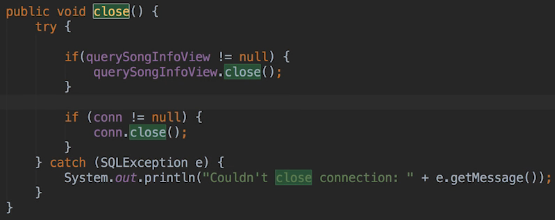 public void close() {
    try {

        if(querySongInfoView != null) {
            querySongInfoView.close();
        }

        if (conn != null) {
            conn.close();
        }
    } catch (SQLException e) {
        System.out.println("Couldn't close connection: " + e.getMessage());
    }
}